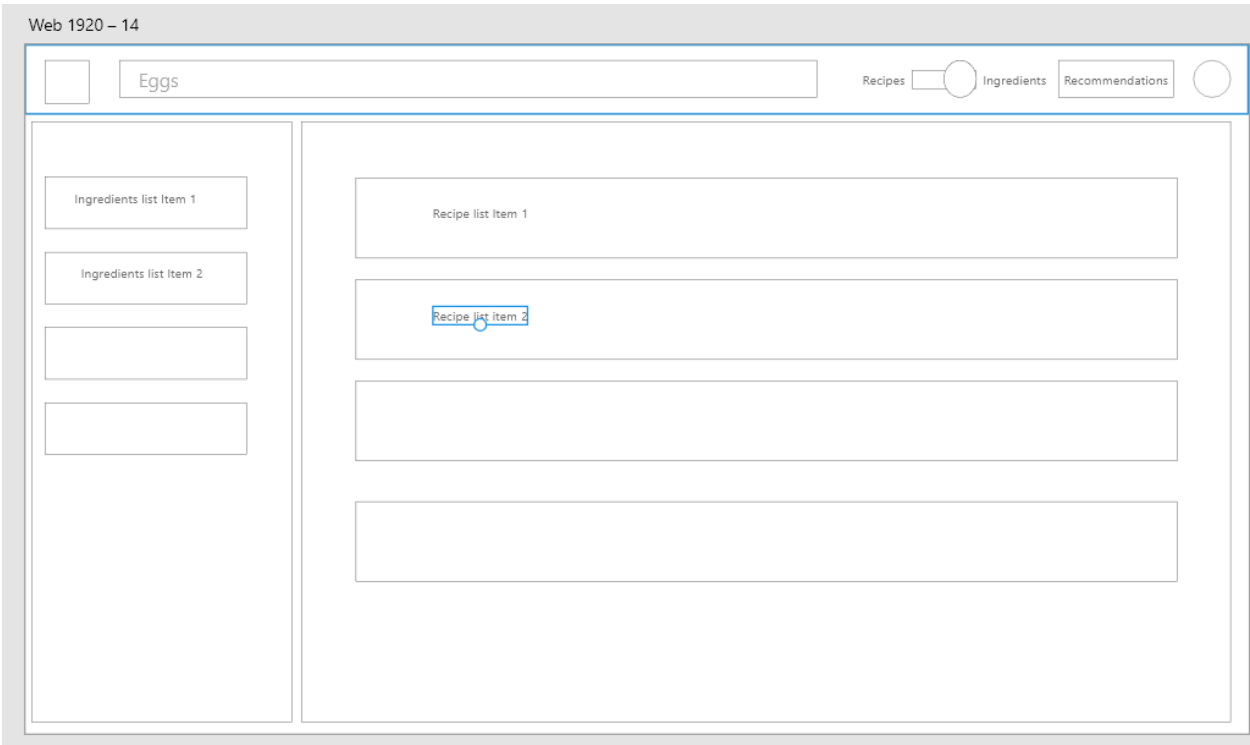 Web 1920 – 14
Eggs
Recipes
Ingredients
Recommendations
Ingredients list Item 1
Ingredients list Item 2
Recipe list Item 1
Recipe list item 2